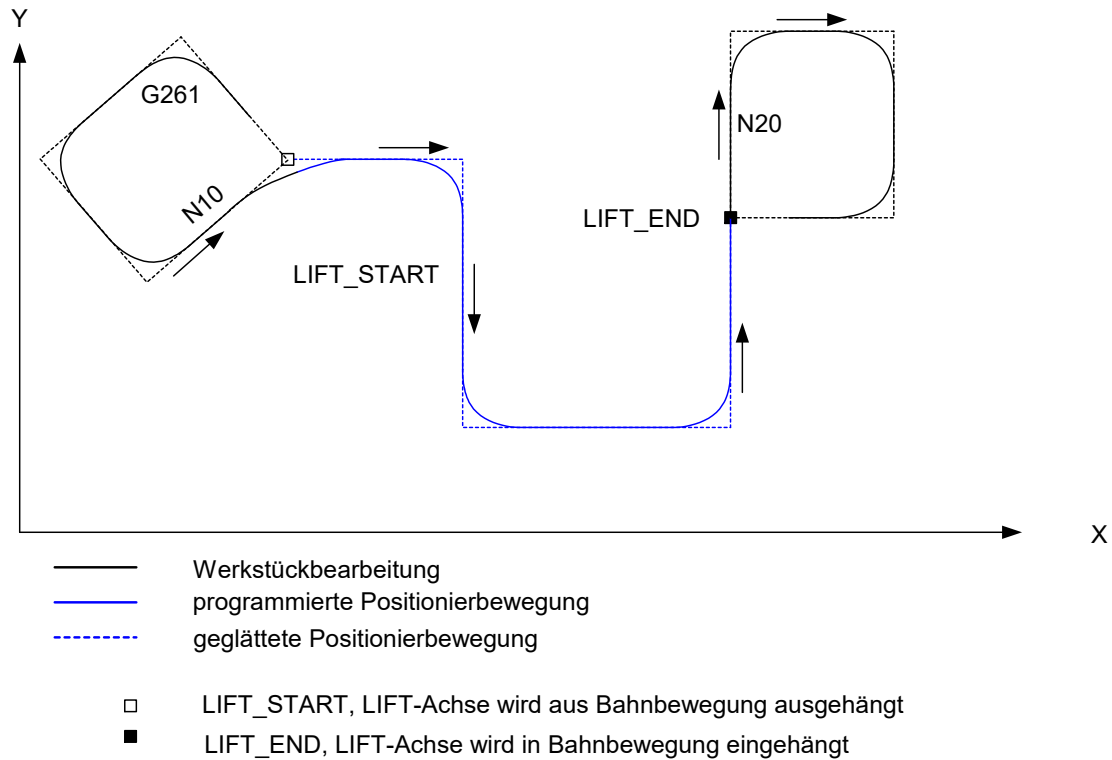 Y
G261
N10
N20
LIFT_END
LIFT_START
X
Werkstückbearbeitung
programmierte Positionierbewegung
geglättete Positionierbewegung
LIFT_START, LIFT-Achse wird aus Bahnbewegung ausgehängt
LIFT_END, LIFT-Achse wird in Bahnbewegung eingehängt